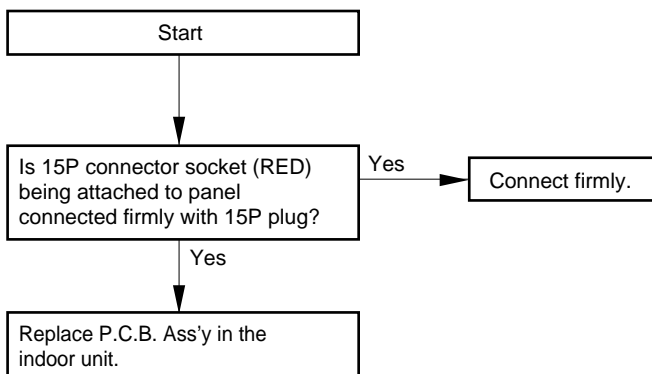 Start
Is 15P connector socket (RED)
being attached to panel
connected firmly with 15P plug?
Yes
Connect firmly.
Yes
Replace P.C.B. Ass'y in the
indoor unit.